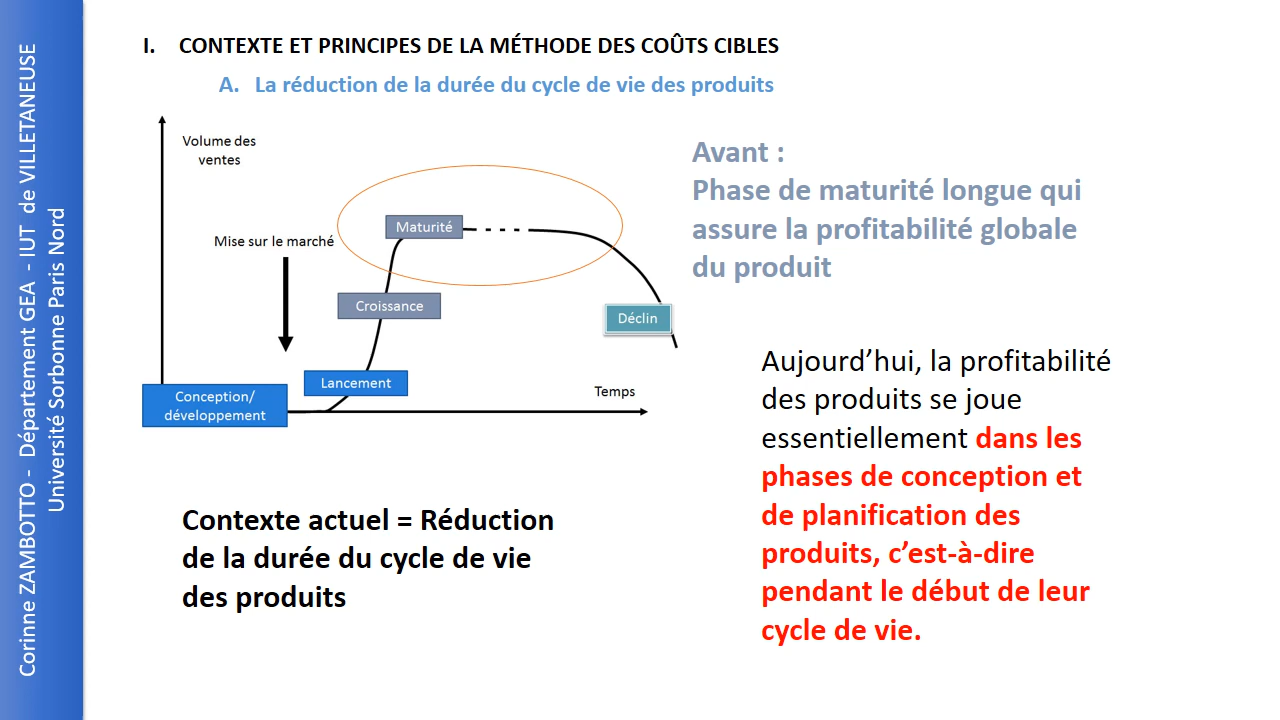 Corinne ZAMBOTTO - Département GEA - IUT de VILLETANEUSE
Université Sorbonne Paris Nord
I. CONTEXTE ET PRINCIPES DE LA MÉTHODE DES COÛTS CIBLES
A. La réduction de la durée du cycle de vie des produits
Volume des
ventes
Mise sur le marché
Maturité
Croissance
Déclin
Lancement
Temps
Conception/
développement
Avant :
Phase de maturité longue qui
assure la profitabilité globale
du produit
Aujourd’hui, la profitabilité
des produits se joue
essentiellement dans les
phases de conception et
de planification des
produits, c’est-à-dire
pendant le début de leur
cycle de vie.
Contexte actuel = Réduction
de la durée du cycle de vie
des produits